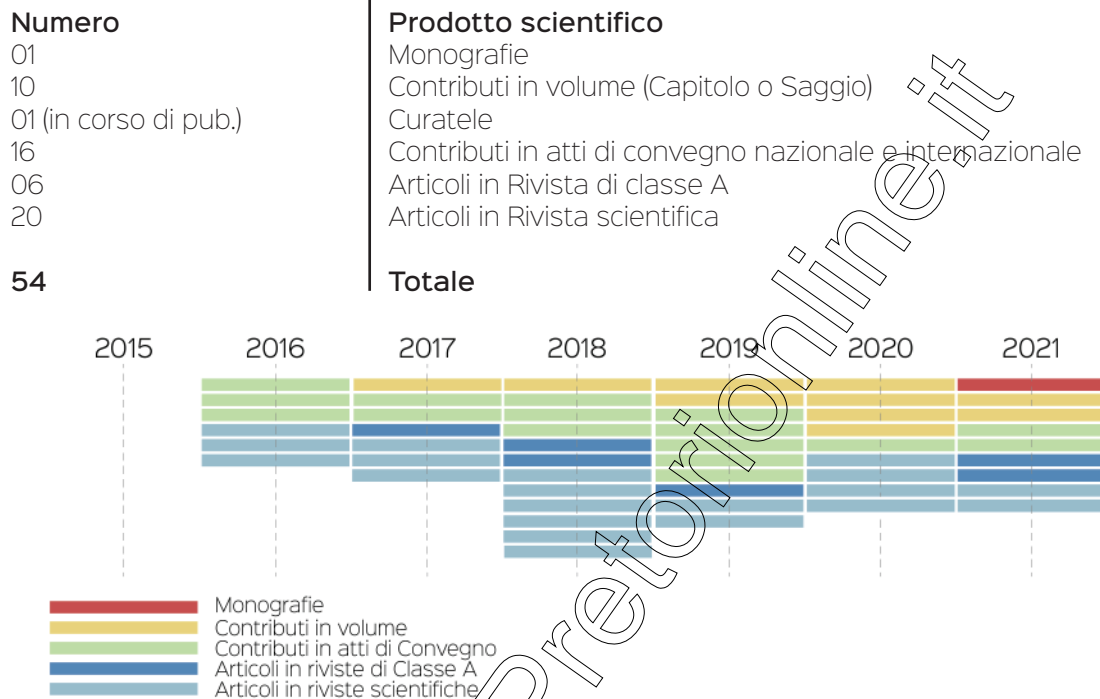 Numero Prodotto scientifico
01 Monografie
10 Contributi in volume (Capitolo o Saggio)
01 (in corso di pub.) Curatele
16 Contributi in atti di convegno nazionale e internazionale
06 Articoli in Rivista di classe A
20 Articoli in Rivista scientifica
54 Totale
2015 2016 2017 2018 2019 2020 2021
Monografie
Contributi in volume
Contributi in atti di Convegno
Articoli in riviste di Classe A
Articoli in riviste scientifiche
Pretorionline.it